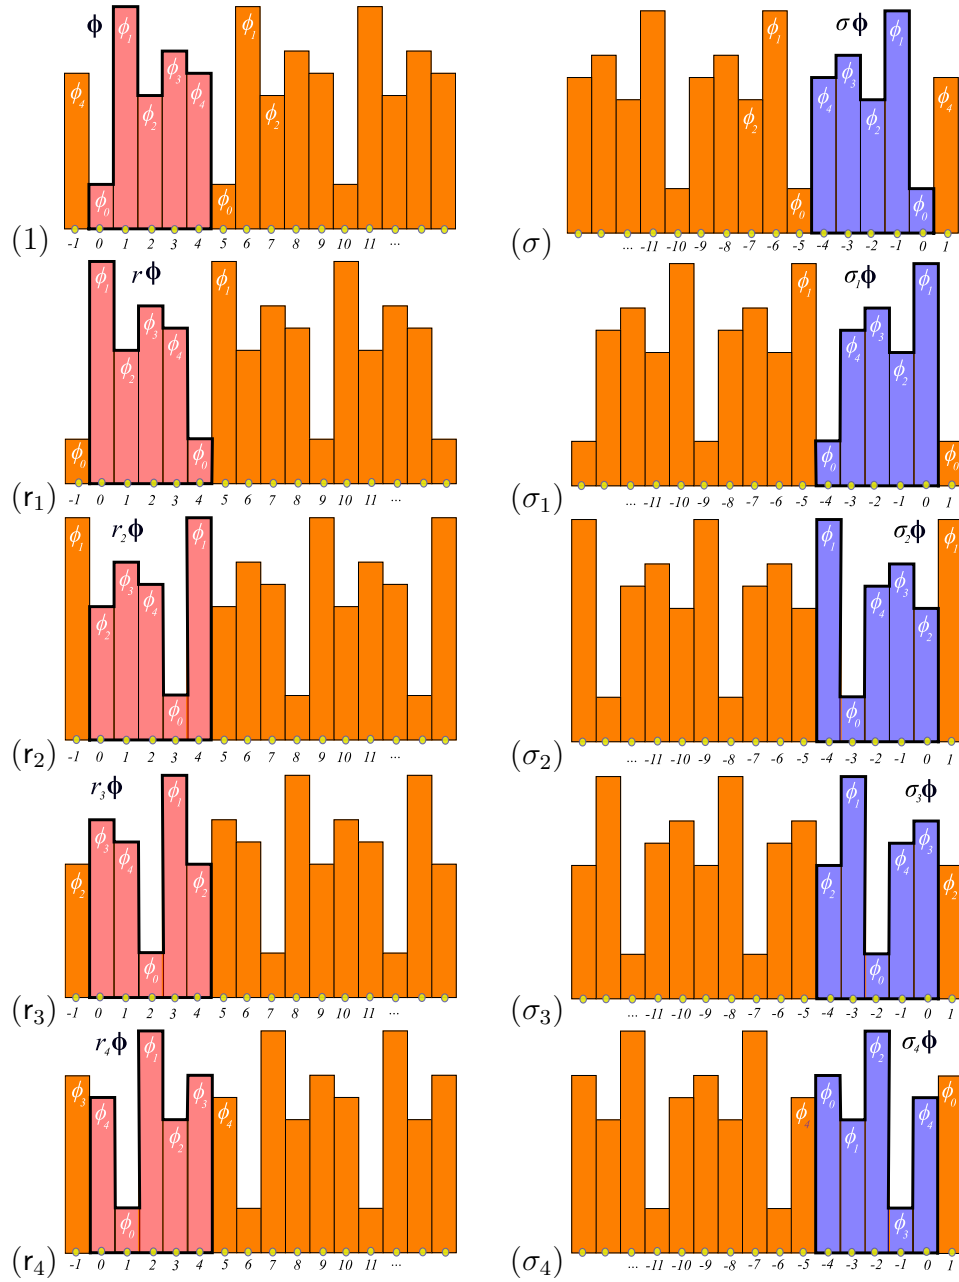 ϕ
σϕ
ϕ₄ ϕ₀ ϕ₁ ϕ₂ ϕ₃ ϕ₄ ϕ₀ ϕ₁ ϕ₂
ϕ₂ ϕ₁ ϕ₀ ϕ₄ ϕ₃ ϕ₂ ϕ₁ ϕ₀ ϕ₄
(1) -1 0 1 2 3 4 5 6 7 8 9 10 11 ...
(σ) ... -11 -10 -9 -8 -7 -6 -5 -4 -3 -2 -1 0 1
rϕ
σ₁ϕ
ϕ₀ ϕ₁ ϕ₂ ϕ₃ ϕ₄ ϕ₀ ϕ₁
ϕ₁ ϕ₀ ϕ₄ ϕ₃ ϕ₂ ϕ₁ ϕ₀
(r₁) -1 0 1 2 3 4 5 6 7 8 9 10 11 ...
(σ₁) ... -11 -10 -9 -8 -7 -6 -5 -4 -3 -2 -1 0 1
r₂ϕ
σ₂ϕ
ϕ₁ ϕ₂ ϕ₃ ϕ₄ ϕ₀ ϕ₁
ϕ₁ ϕ₀ ϕ₄ ϕ₃ ϕ₂ ϕ₁
(r₂) -1 0 1 2 3 4 5 6 7 8 9 10 11 ...
(σ₂) ... -11 -10 -9 -8 -7 -6 -5 -4 -3 -2 -1 0 1
r₃ϕ
σ₃ϕ
ϕ₂ ϕ₃ ϕ₄ ϕ₀ ϕ₁ ϕ₂
ϕ₂ ϕ₁ ϕ₀ ϕ₄ ϕ₃ ϕ₂
(r₃) -1 0 1 2 3 4 5 6 7 8 9 10 11 ...
(σ₃) ... -11 -10 -9 -8 -7 -6 -5 -4 -3 -2 -1 0 1
r₄ϕ
σ₄ϕ
ϕ₃ ϕ₄ ϕ₀ ϕ₁ ϕ₂ ϕ₃ ϕ₄
ϕ₄ ϕ₀ ϕ₁ ϕ₂ ϕ₃ ϕ₄ ϕ₀
(r₄) -1 0 1 2 3 4 5 6 7 8 9 10 11 ...
(σ₄) ... -11 -10 -9 -8 -7 -6 -5 -4 -3 -2 -1 0 1